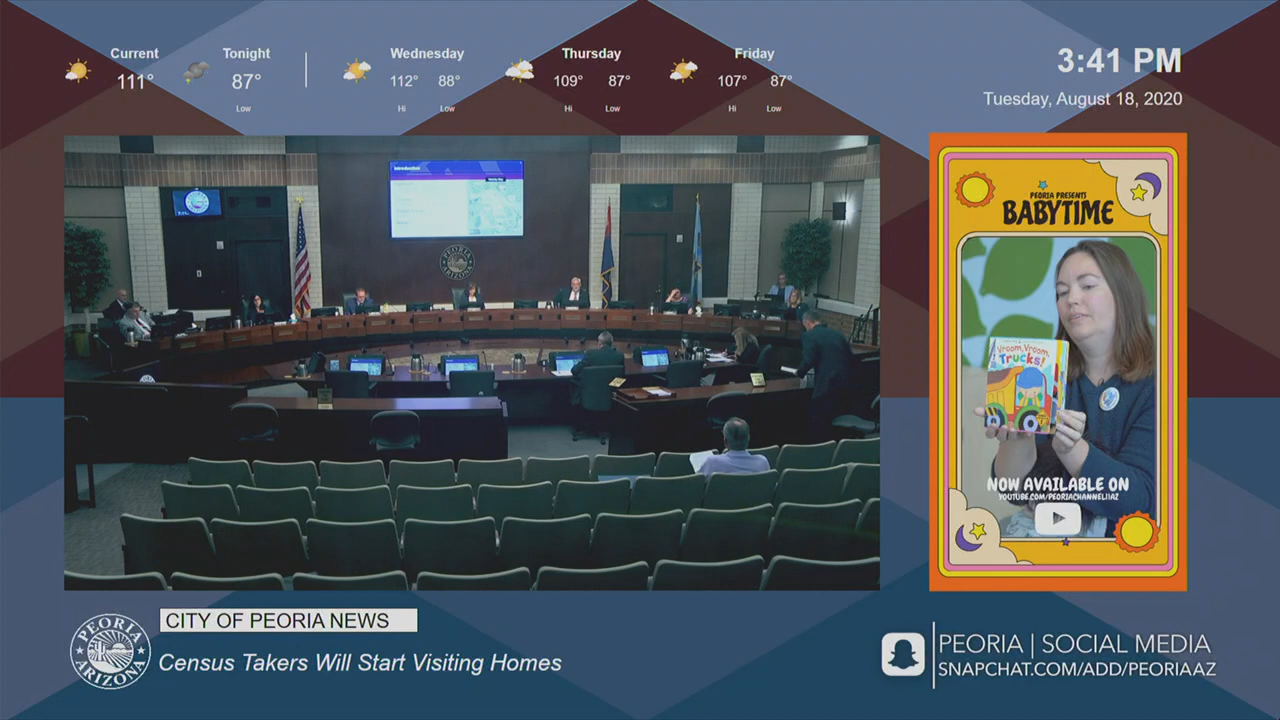 Current
Tonight
Wednesday
Thursday
Friday
111°
87°
112° 88°
109° 87°
107° 87°
Low
Hi Low
Hi Low
Hi Low
3:41 PM
Tuesday, August 18, 2020
Introduction
PEORIA
ARIZONA
PEORIA PRESENTS
BABYTIME
Vroom, Vroom,
Trucks!
NOW AVAILABLE ON
YOUTUBE.COM/PEORIACHANNEL11AZ
PEORIA
ARIZONA
CITY OF PEORIA NEWS
Census Takers Will Start Visiting Homes
PEORIA | SOCIAL MEDIA
SNAPCHAT.COM/ADD/PEORIAAZ